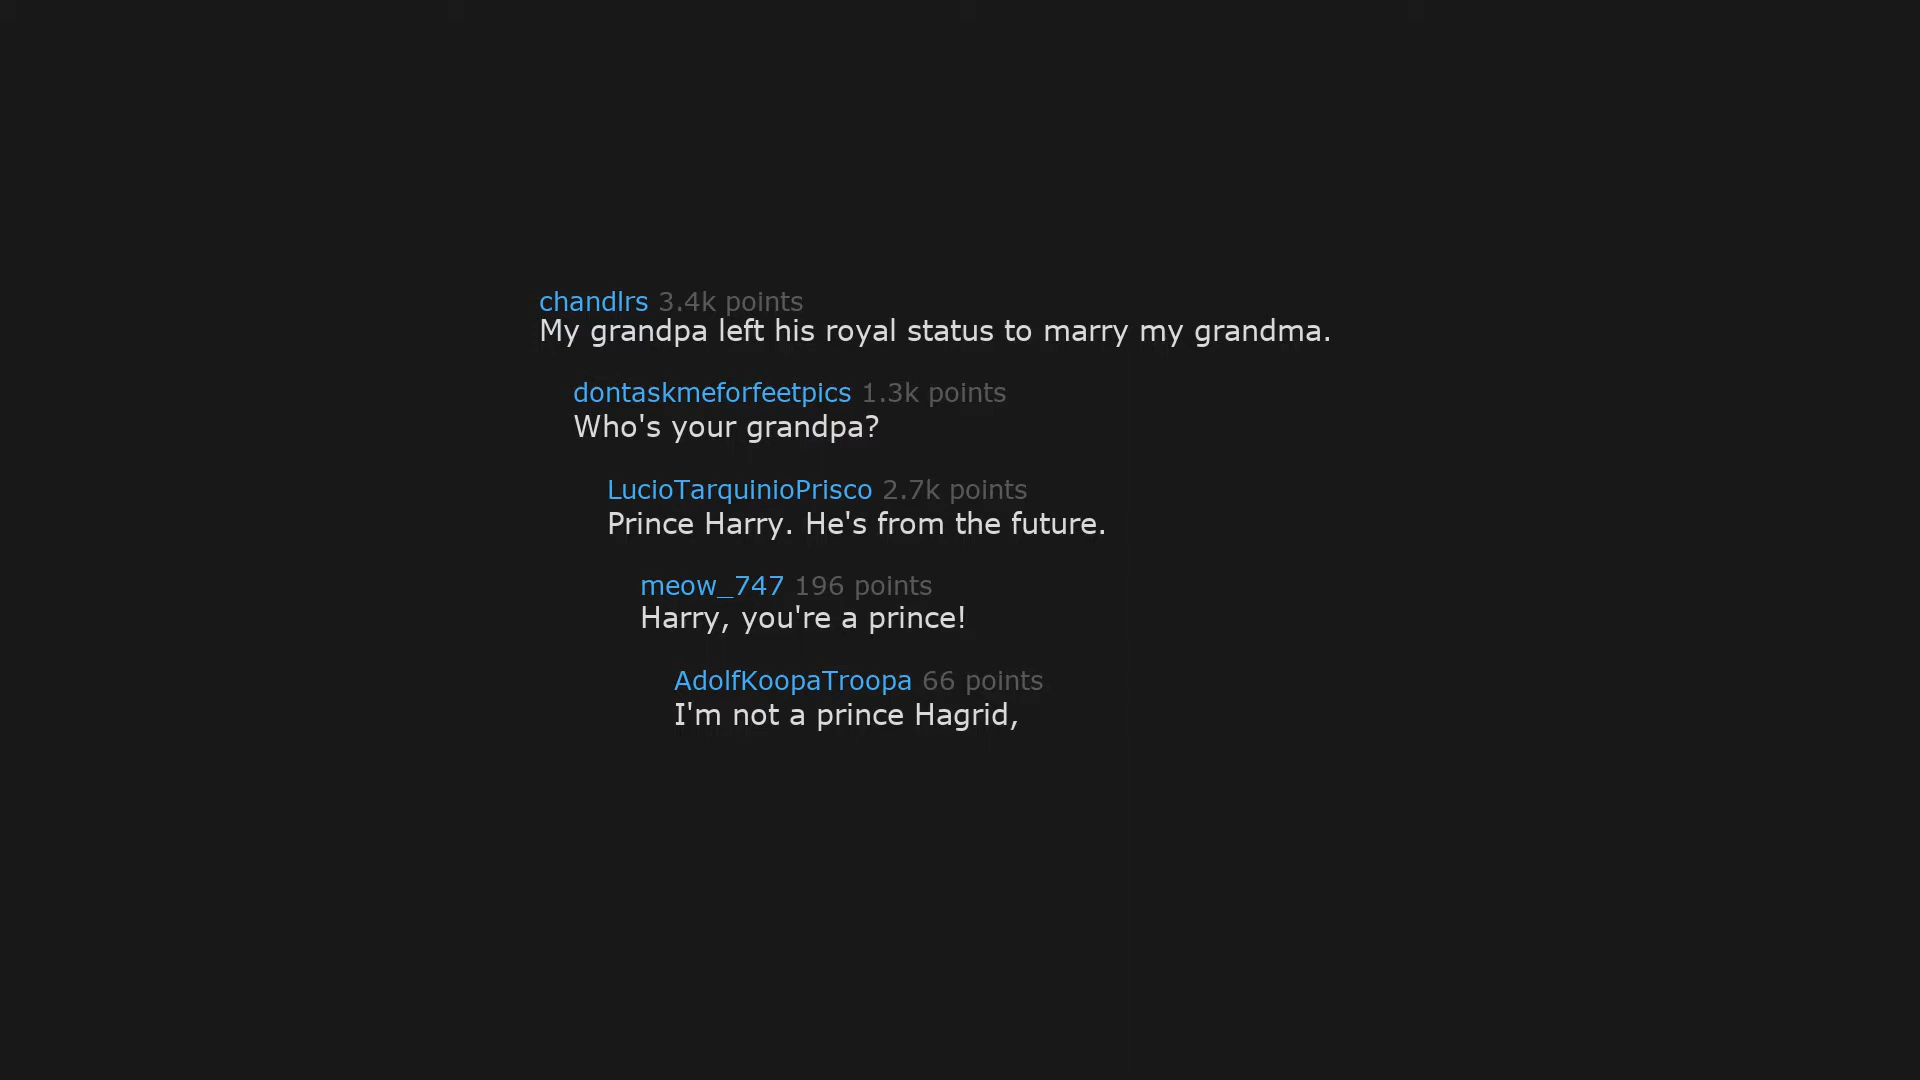 chandlrs 3.4k points
My grandpa left his royal status to marry my grandma.
dontaskmeforfeetpics 1.3k points
Who's your grandpa?
LucioTarquinioPrisco 2.7k points
Prince Harry. He's from the future.
meow_747 196 points
Harry, you're a prince!
AdolfKoopaTroopa 66 points
I'm not a prince Hagrid,